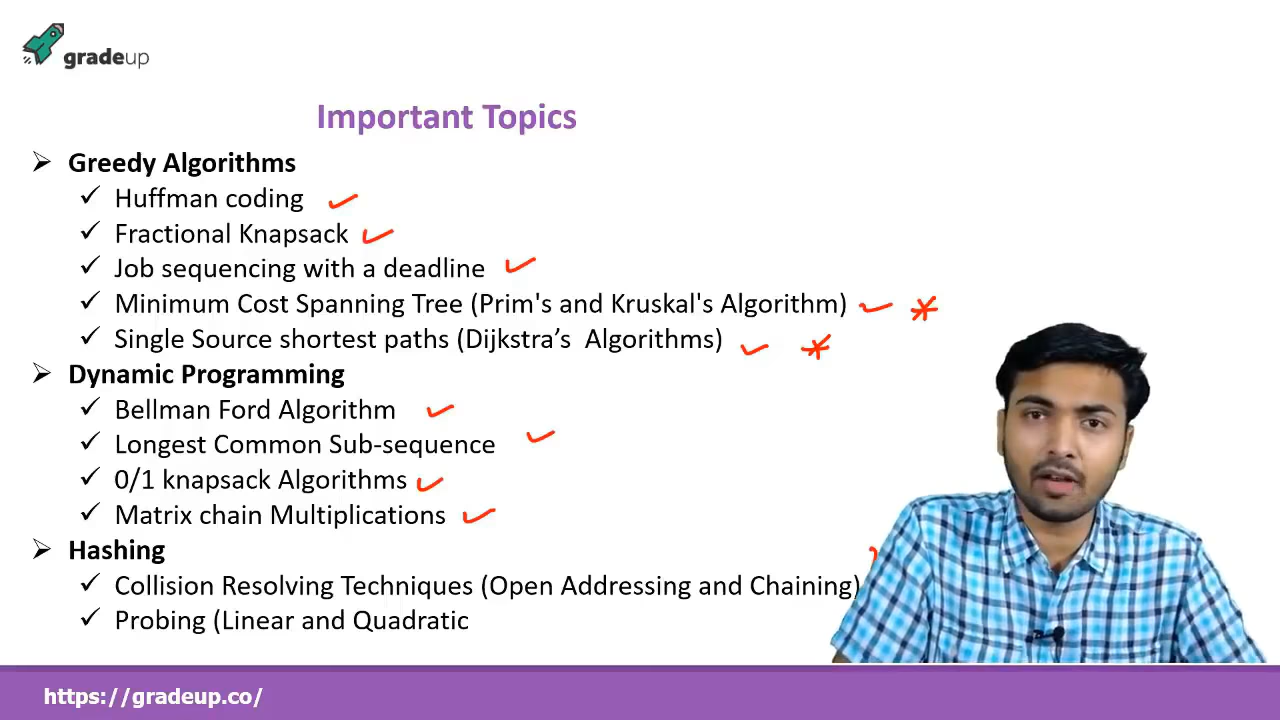 gradeup
Important Topics
Greedy Algorithms
Huffman coding
Fractional Knapsack
Job sequencing with a deadline
Minimum Cost Spanning Tree (Prim's and Kruskal's Algorithm)
Single Source shortest paths (Dijkstra’s Algorithms)
Dynamic Programming
Bellman Ford Algorithm
Longest Common Sub-sequence
0/1 knapsack Algorithms
Matrix chain Multiplications
Hashing
Collision Resolving Techniques (Open Addressing and Chaining)
Probing (Linear and Quadratic
https://gradeup.co/